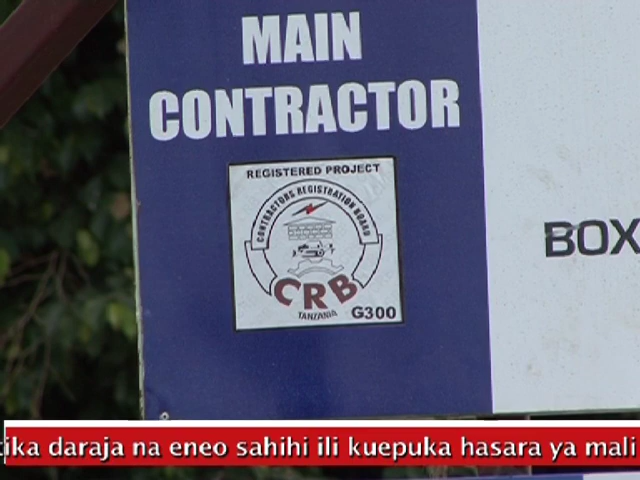 MAIN
CONTRACTOR
REGISTERED PROJECT
CONTRACTORS REGISTRATION BOARD
CRB
TANZANIA
G300
BOX
tika daraja na eneo sahihi ili kuepuka hasara ya mali